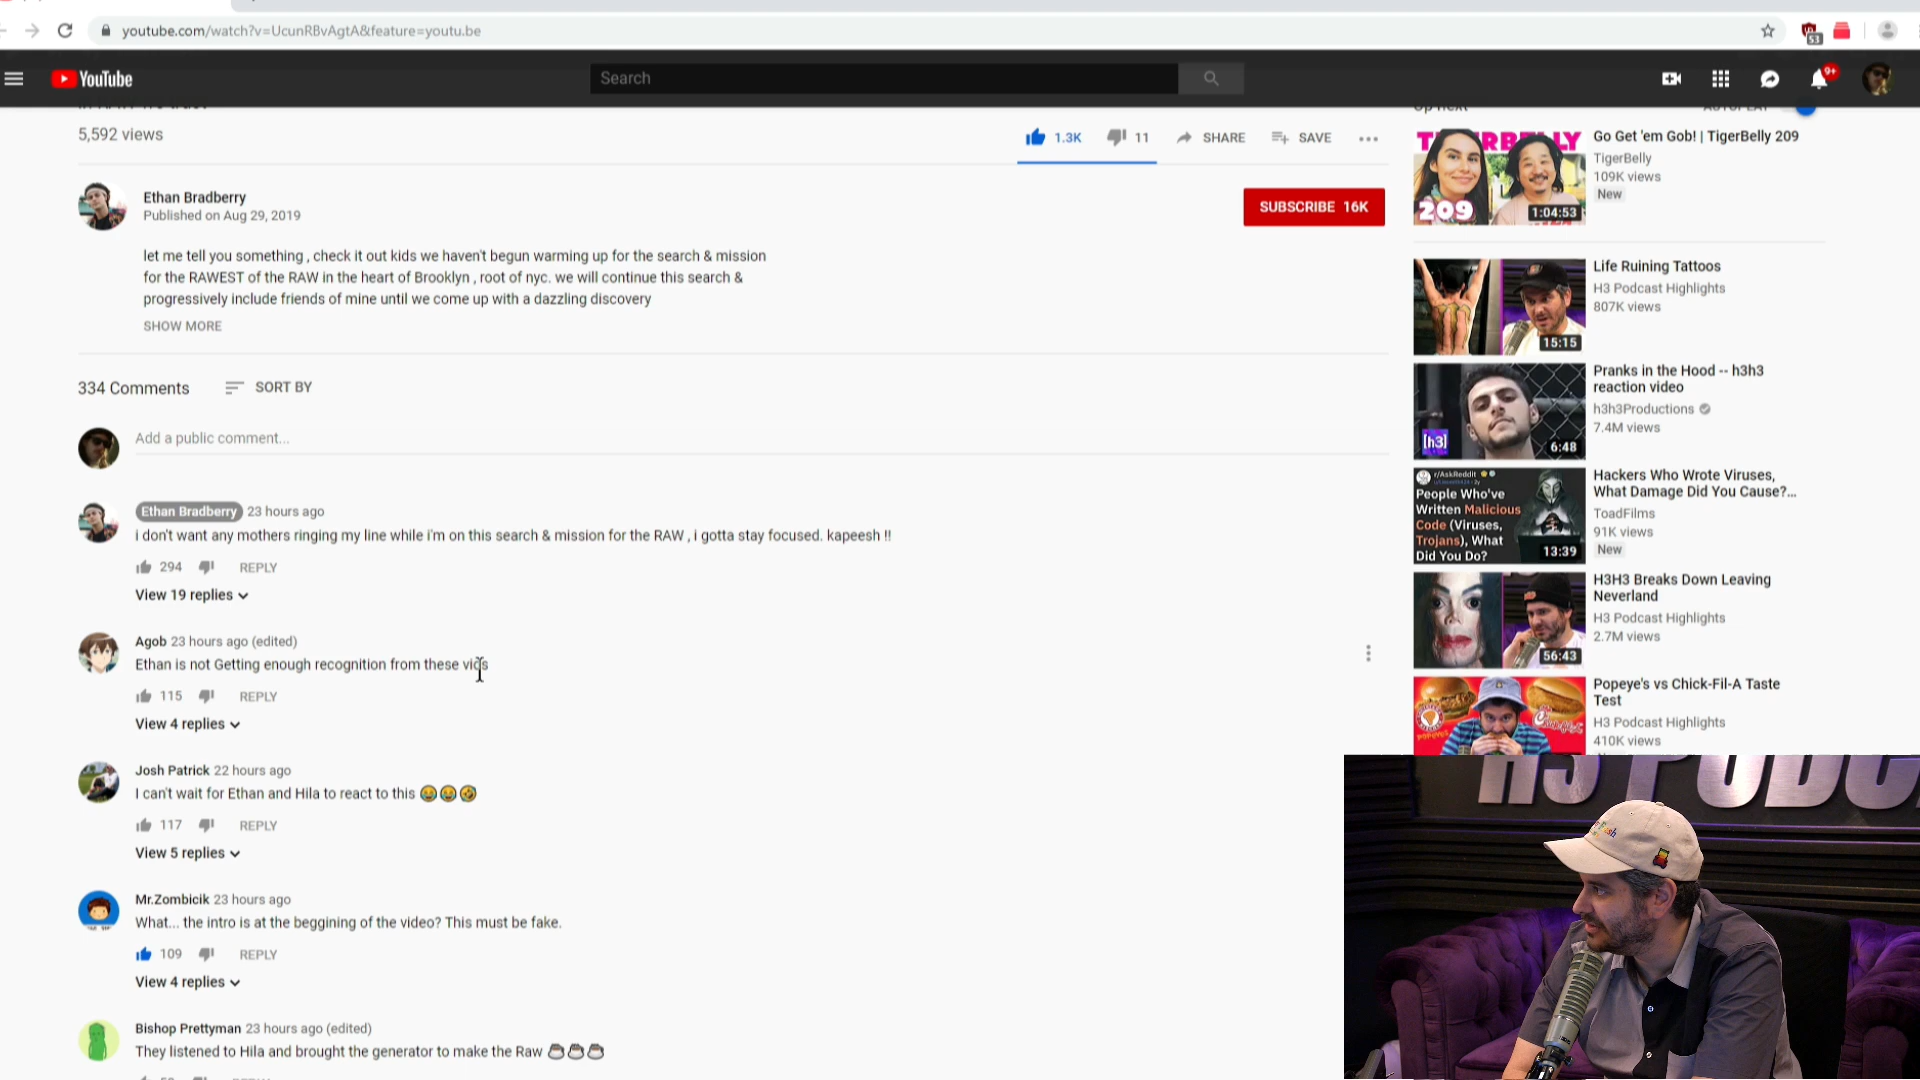 youtube.com/watch?v=UcunRBvAgtA&feature=youtu.be
53
YouTube
Search
9+
5,592 views
1.3K
11
SHARE
SAVE
Ethan Bradberry
Published on Aug 29, 2019
SUBSCRIBE 16K
let me tell you something , check it out kids we haven't begun warming up for the search & mission
for the RAWEST of the RAW in the heart of Brooklyn , root of nyc. we will continue this search &
progressively include friends of mine until we come up with a dazzling discovery
SHOW MORE
334 Comments
SORT BY
Add a public comment...
Ethan Bradberry 23 hours ago
i don't want any mothers ringing my line while i'm on this search & mission for the RAW , i gotta stay focused. kapeesh !!
294
REPLY
View 19 replies
Agob 23 hours ago (edited)
Ethan is not Getting enough recognition from these vids
115
REPLY
View 4 replies
Josh Patrick 22 hours ago
I can't wait for Ethan and Hila to react to this 😂😂🤣
117
REPLY
View 5 replies
Mr.Zombicik 23 hours ago
What... the intro is at the beggining of the video? This must be fake.
109
REPLY
View 4 replies
Bishop Prettyman 23 hours ago (edited)
They listened to Hila and brought the generator to make the Raw
Up next
AUTOPLAY
TIGERBELLY
209
1:04:53
Go Get 'em Gob! | TigerBelly 209
TigerBelly
109K views
New
15:15
Life Ruining Tattoos
H3 Podcast Highlights
807K views
[h3]
6:48
Pranks in the Hood -- h3h3
reaction video
h3h3Productions
7.4M views
r/AskReddit
People Who've
Written Malicious
Code (Viruses,
Trojans), What
Did You Do?
13:39
Hackers Who Wrote Viruses,
What Damage Did You Cause?...
ToadFilms
91K views
New
56:43
H3H3 Breaks Down Leaving
Neverland
H3 Podcast Highlights
2.7M views
Popeye's vs Chick-Fil-A Taste
Test
H3 Podcast Highlights
410K views
H3 PODC